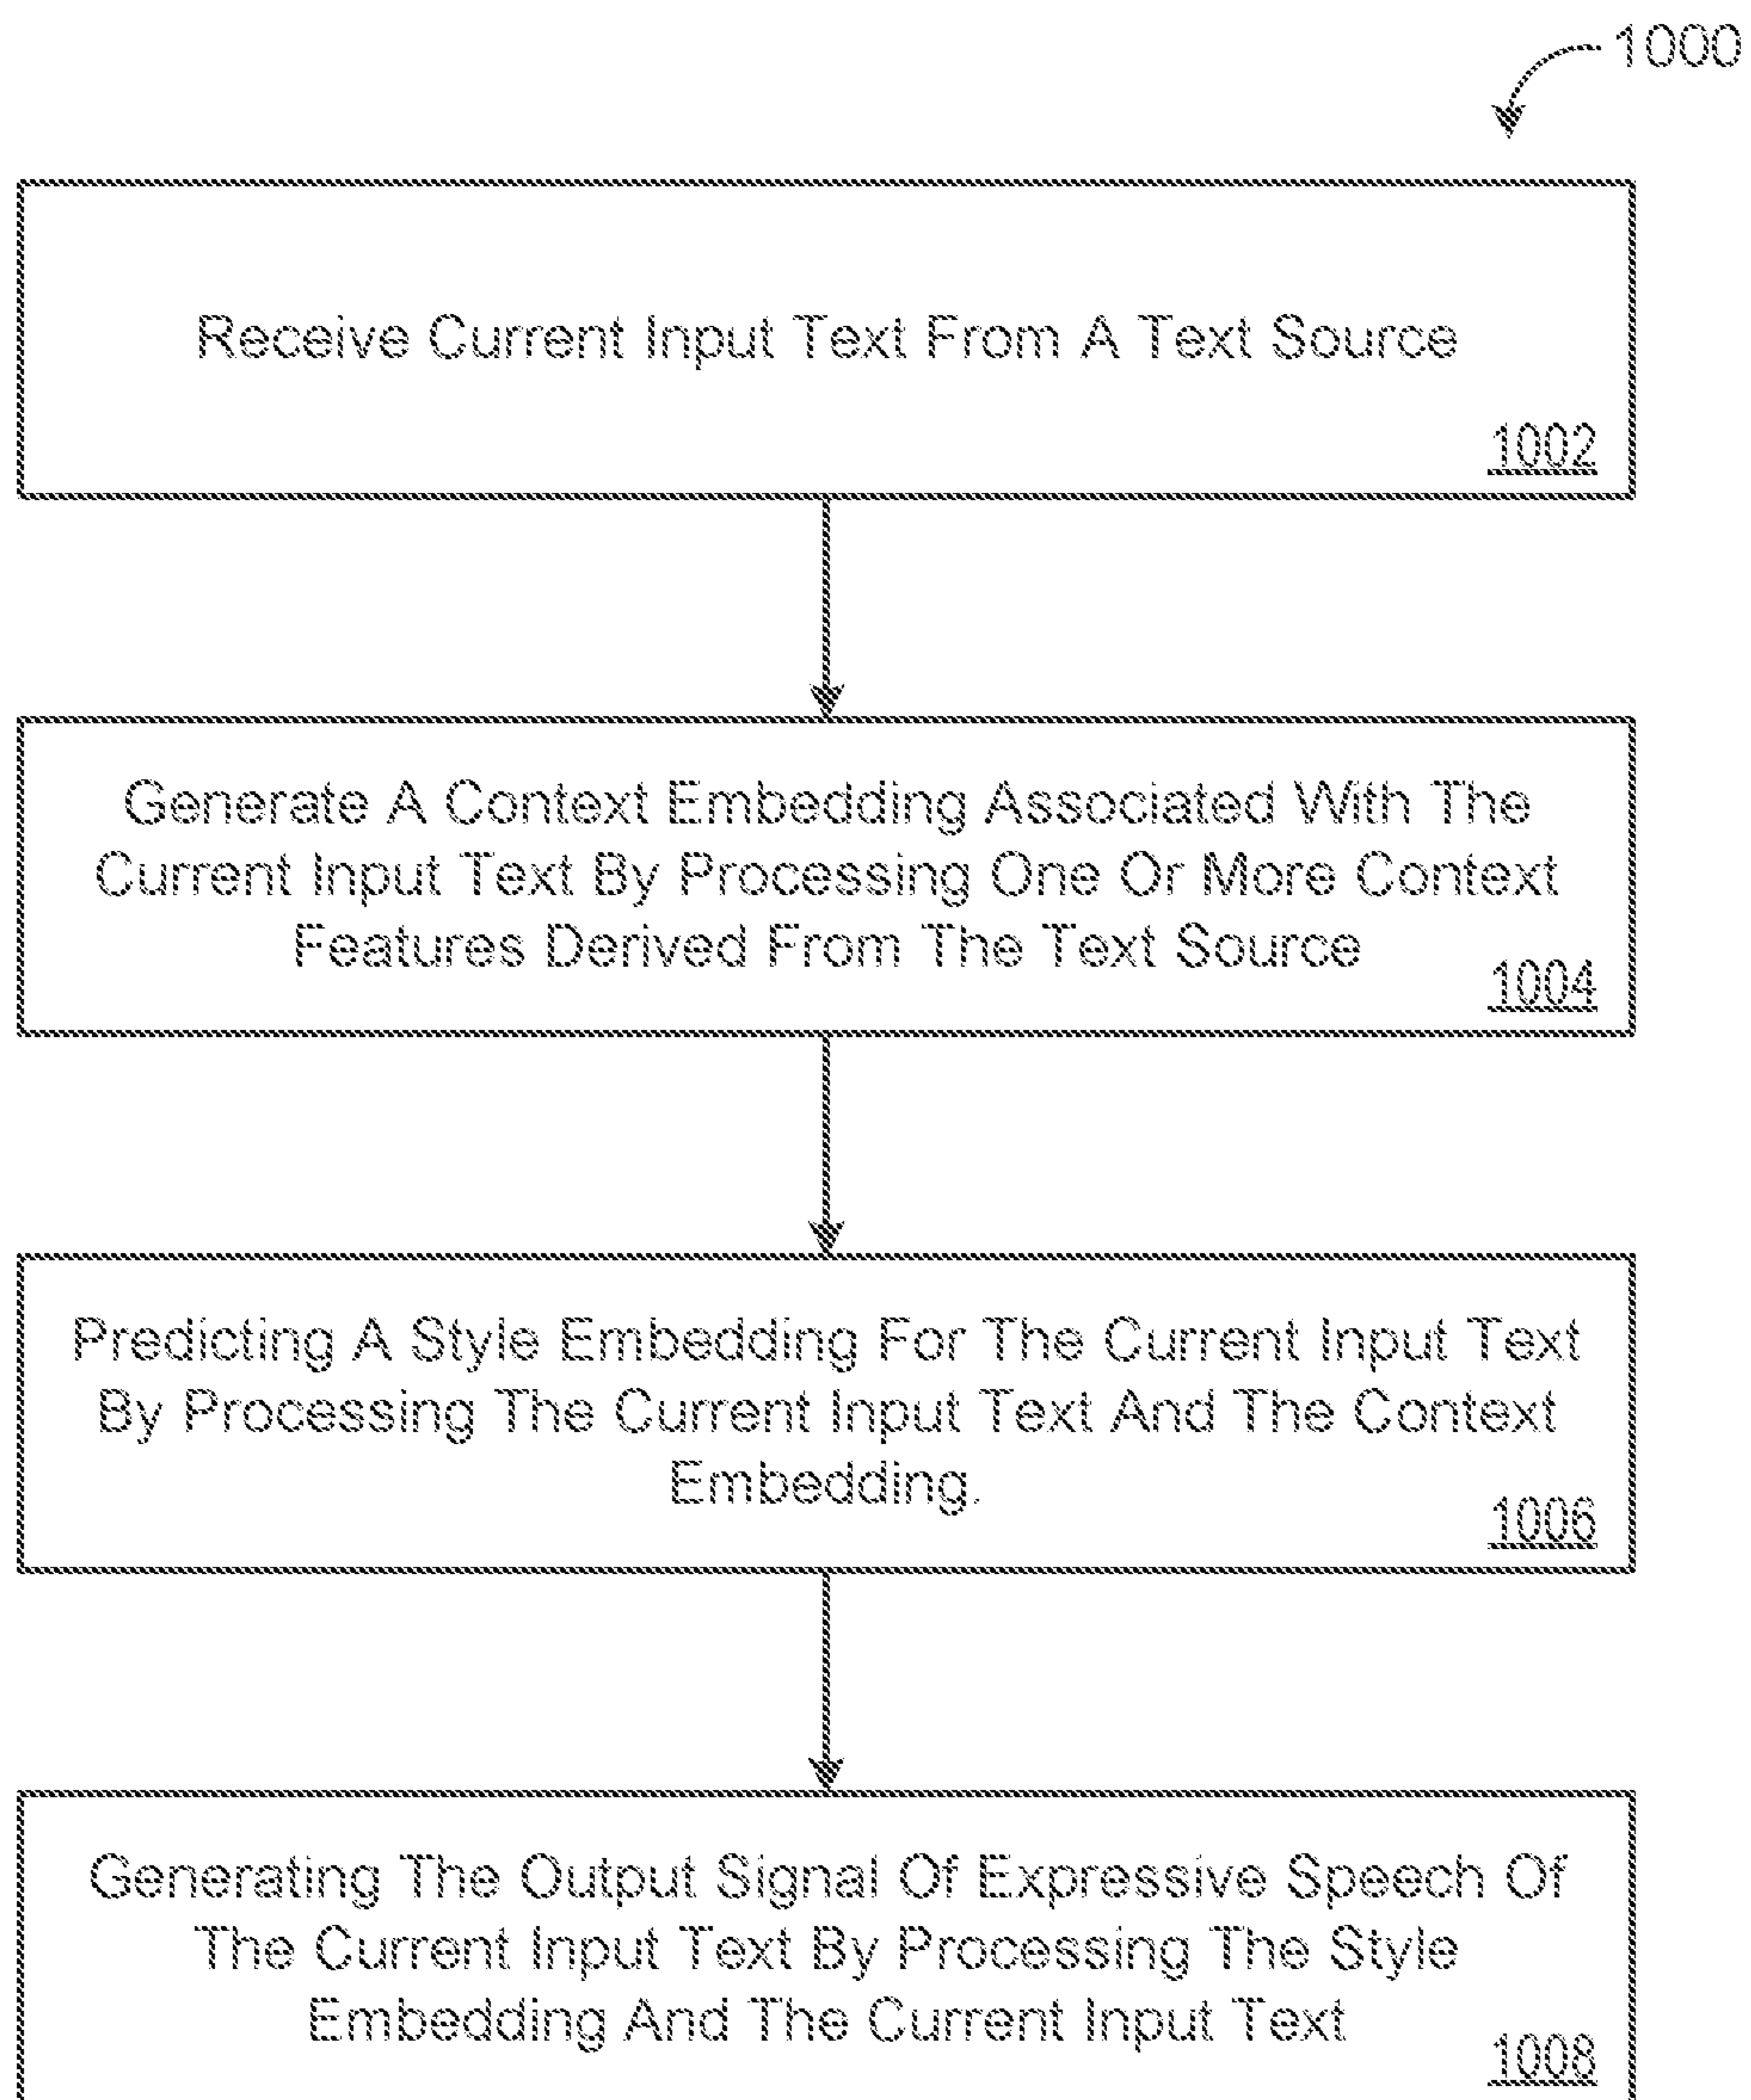 1000
Receive Current Input Text From A Text Source
1002
Generate A Context Embedding Associated With The
Current Input Text By Processing One Or More Context
Features Derived From The Text Source
1004
Predicting A Style Embedding For The Current Input Text
By Processing The Current Input Text And The Context
Embedding.
1006
Generating The Output Signal Of Expressive Speech Of
The Current Input Text By Processing The Style
Embedding And The Current Input Text
1008